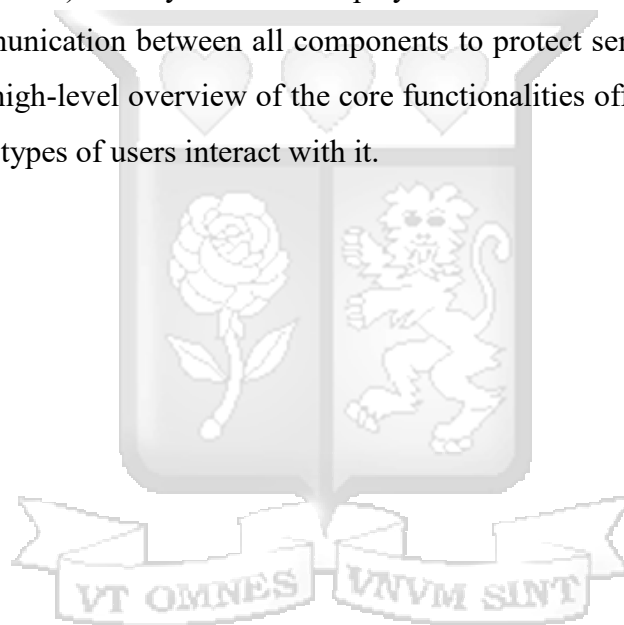 munication between all components to protect ser
high-level overview of the core functionalities of
types of users interact with it.
VT OMNES VNVM SINT